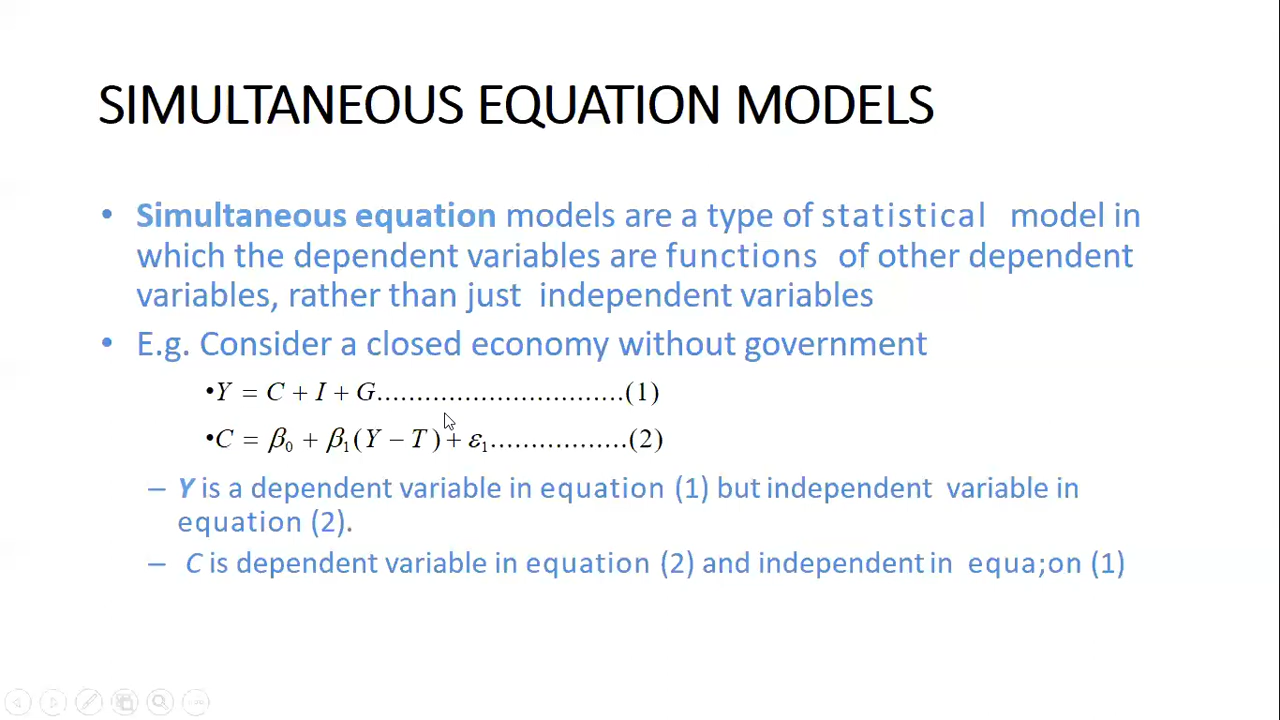 SIMULTANEOUS EQUATION MODELS
• Simultaneous equation models are a type of statistical model in
which the dependent variables are functions of other dependent
variables, rather than just independent variables
• E.g. Consider a closed economy without government
•Y = C + I + G...............................(1)
•C = β₀ + β₁(Y − T) + ε₁.................(2)
– Y is a dependent variable in equation (1) but independent variable in
equation (2).
– C is dependent variable in equation (2) and independent in equa;on (1)